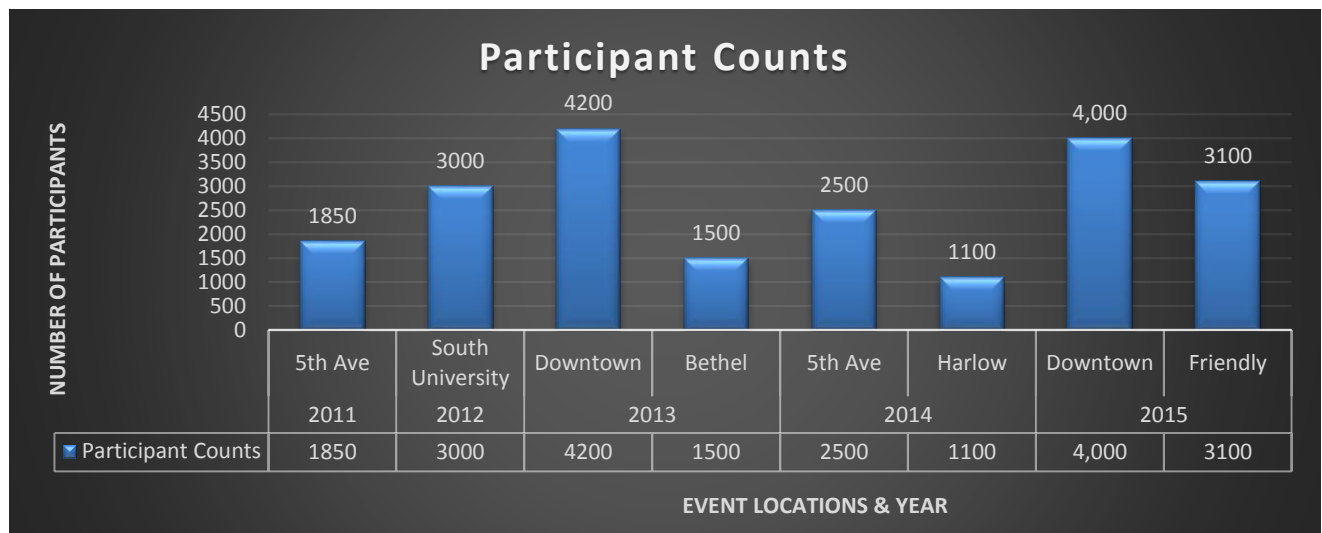 Participant Counts
NUMBER OF PARTICIPANTS
4500
4000
3500
3000
2500
2000
1500
1000
500
0
1850
3000
4200
1500
2500
1100
4,000
3100
5th Ave
South
University
Downtown
Bethel
5th Ave
Harlow
Downtown
Friendly
2011 2012 2013 2014 2015
Participant Counts 1850 3000 4200 1500 2500 1100 4,000 3100
EVENT LOCATIONS & YEAR